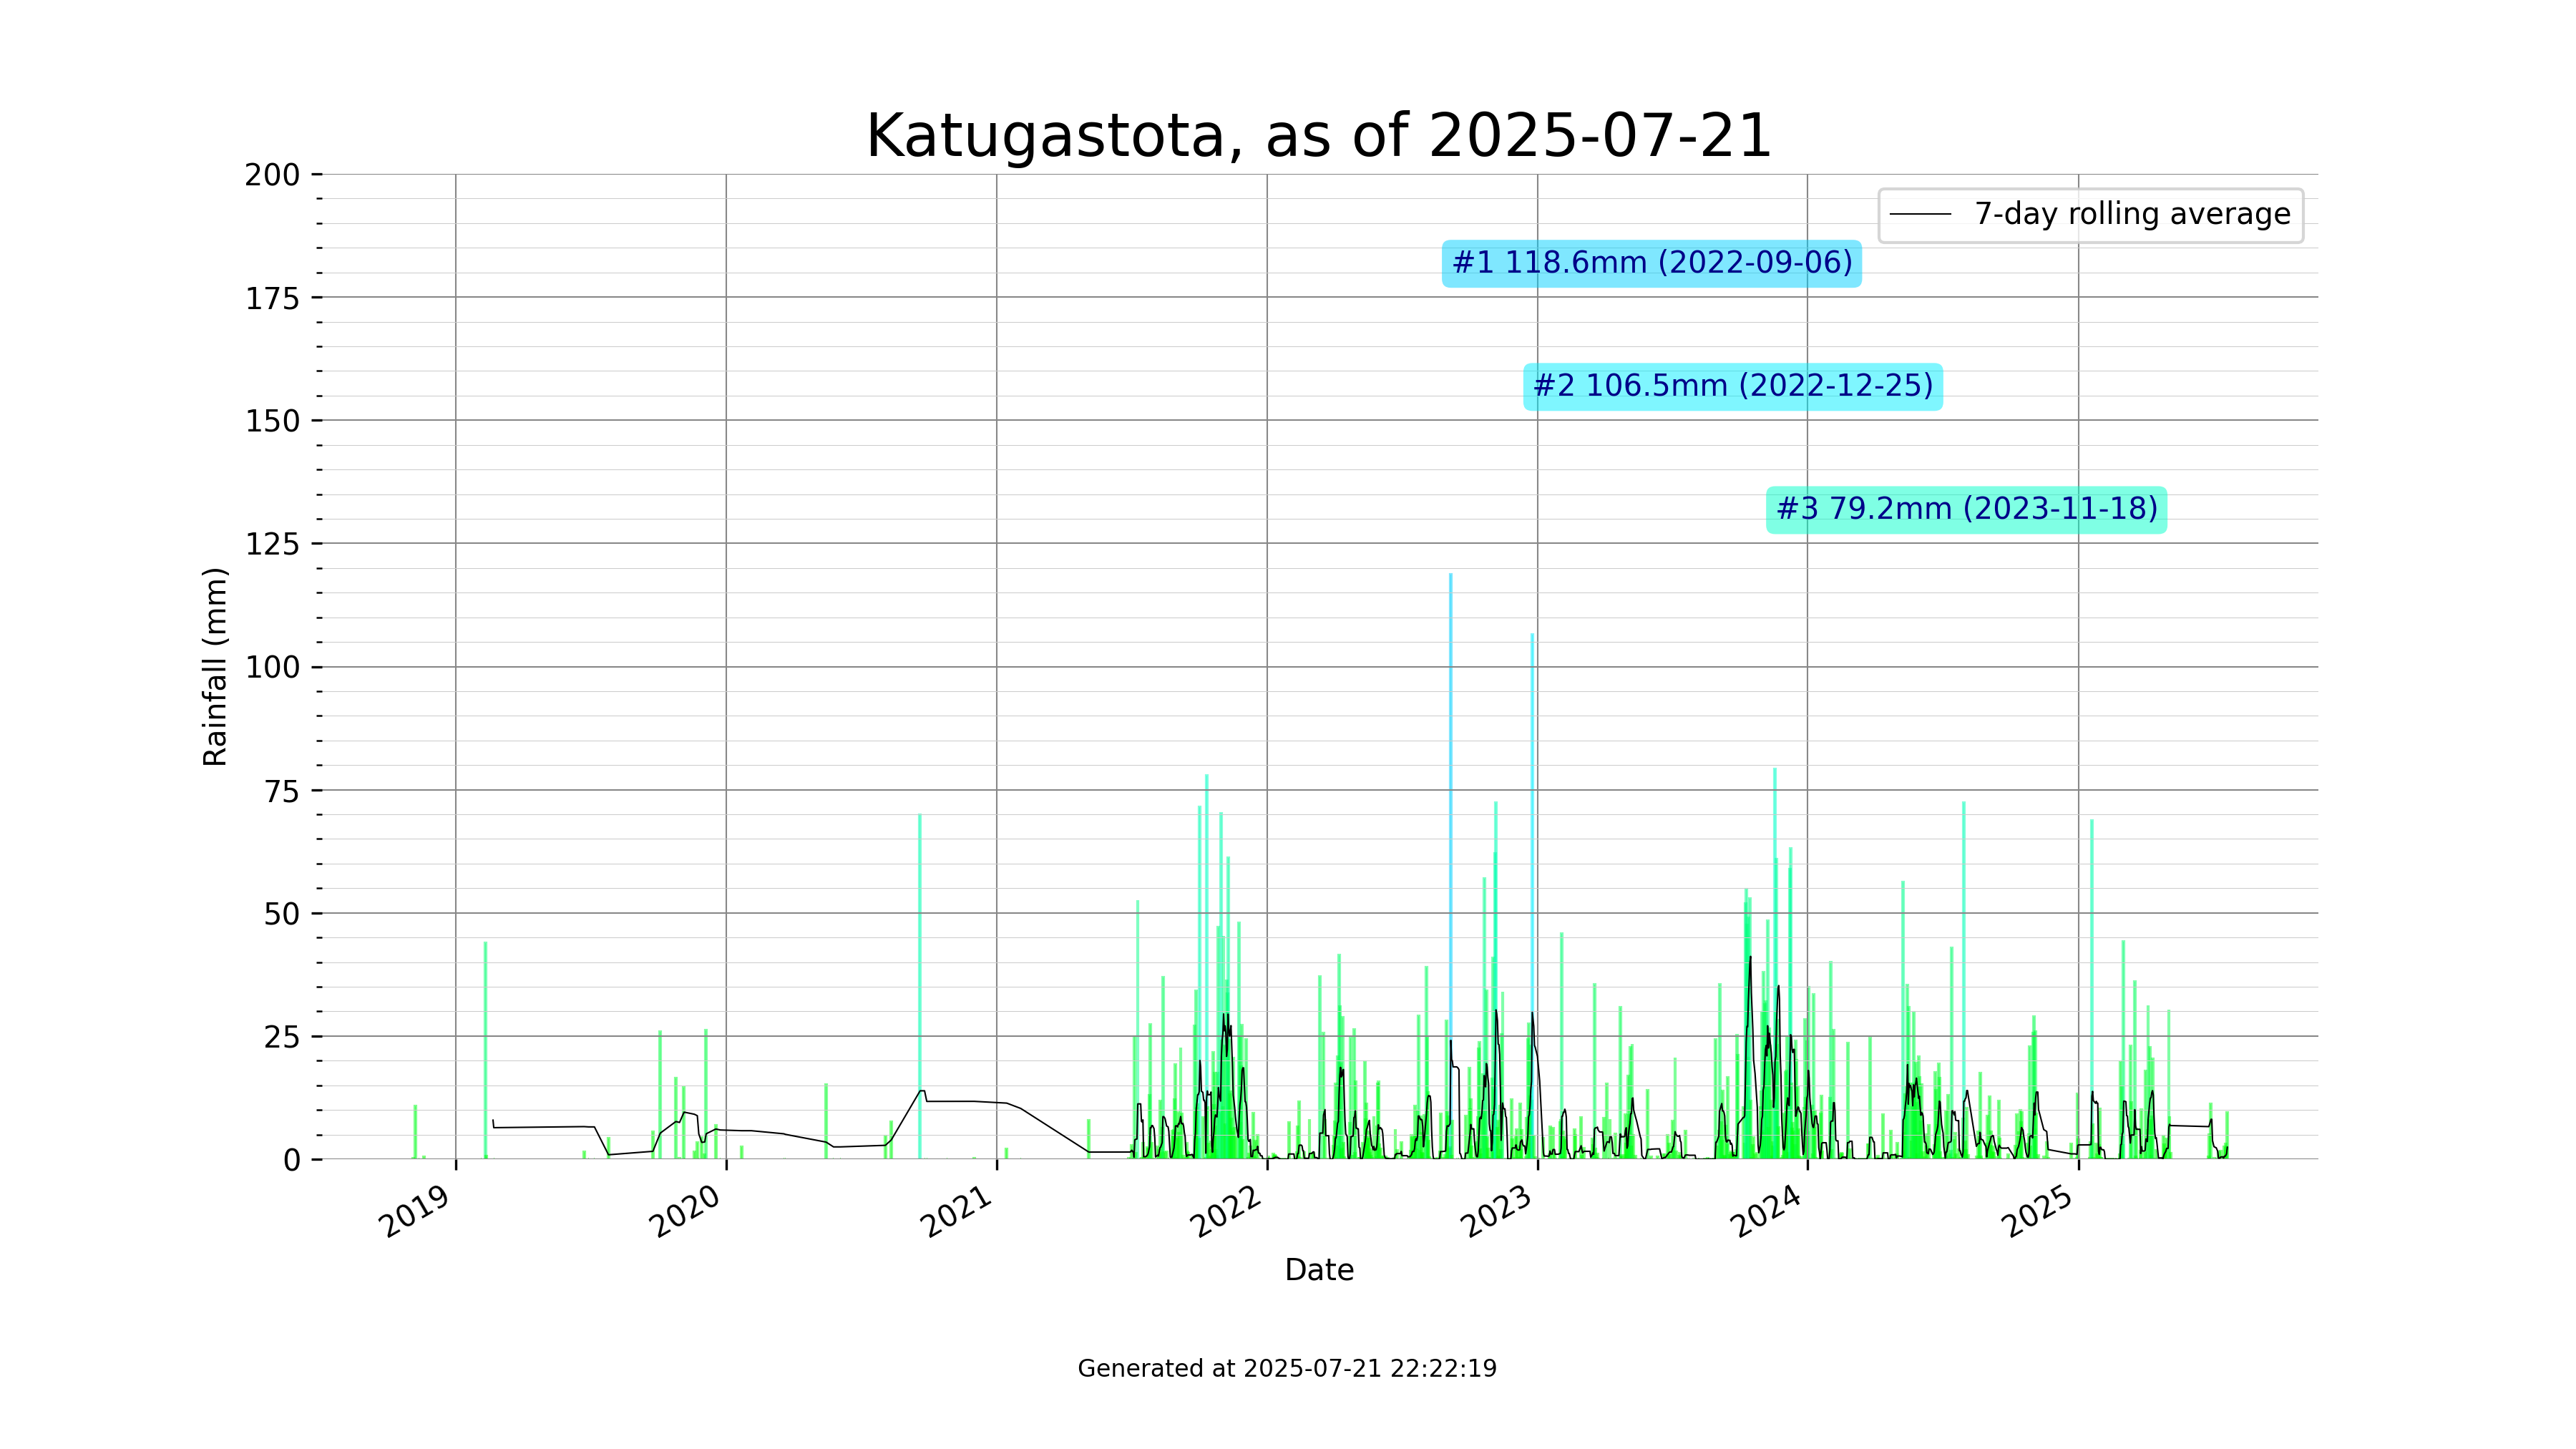 Katugastota, as of 2025-07-21
200
175
150
125
100
75
50
25
0
Rainfall (mm)
7-day rolling average
#1 118.6mm (2022-09-06)
#2 106.5mm (2022-12-25)
#3 79.2mm (2023-11-18)
2019
2020
2021
2022
2023
2024
2025
Date
Generated at 2025-07-21 22:22:19